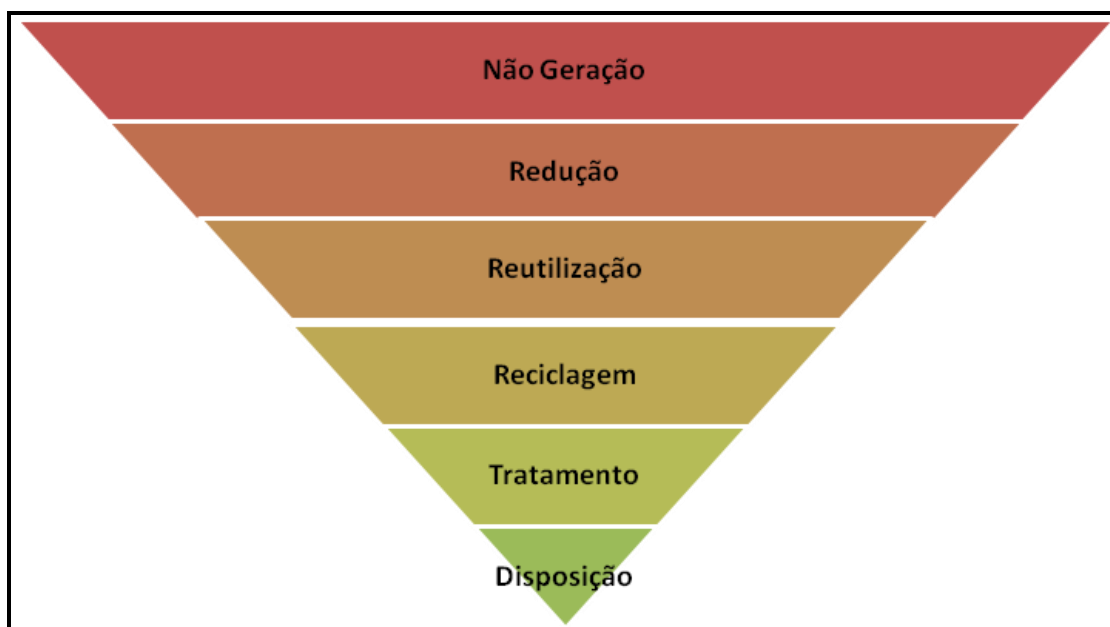 Não Geração
Redução
Reutilização
Reciclagem
Tratamento
Disposição